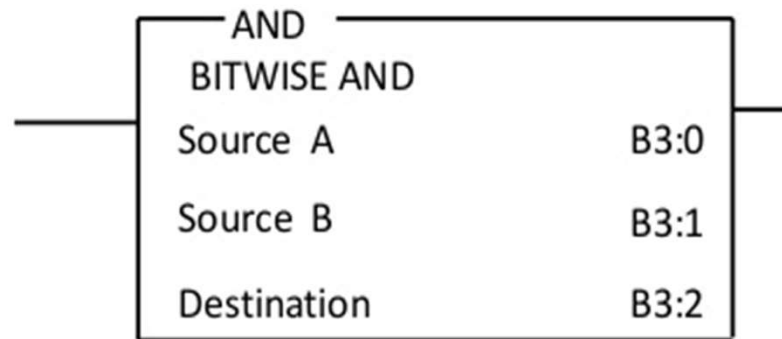 AND
BITWISE AND
Source A B3:0
Source B B3:1
Destination B3:2